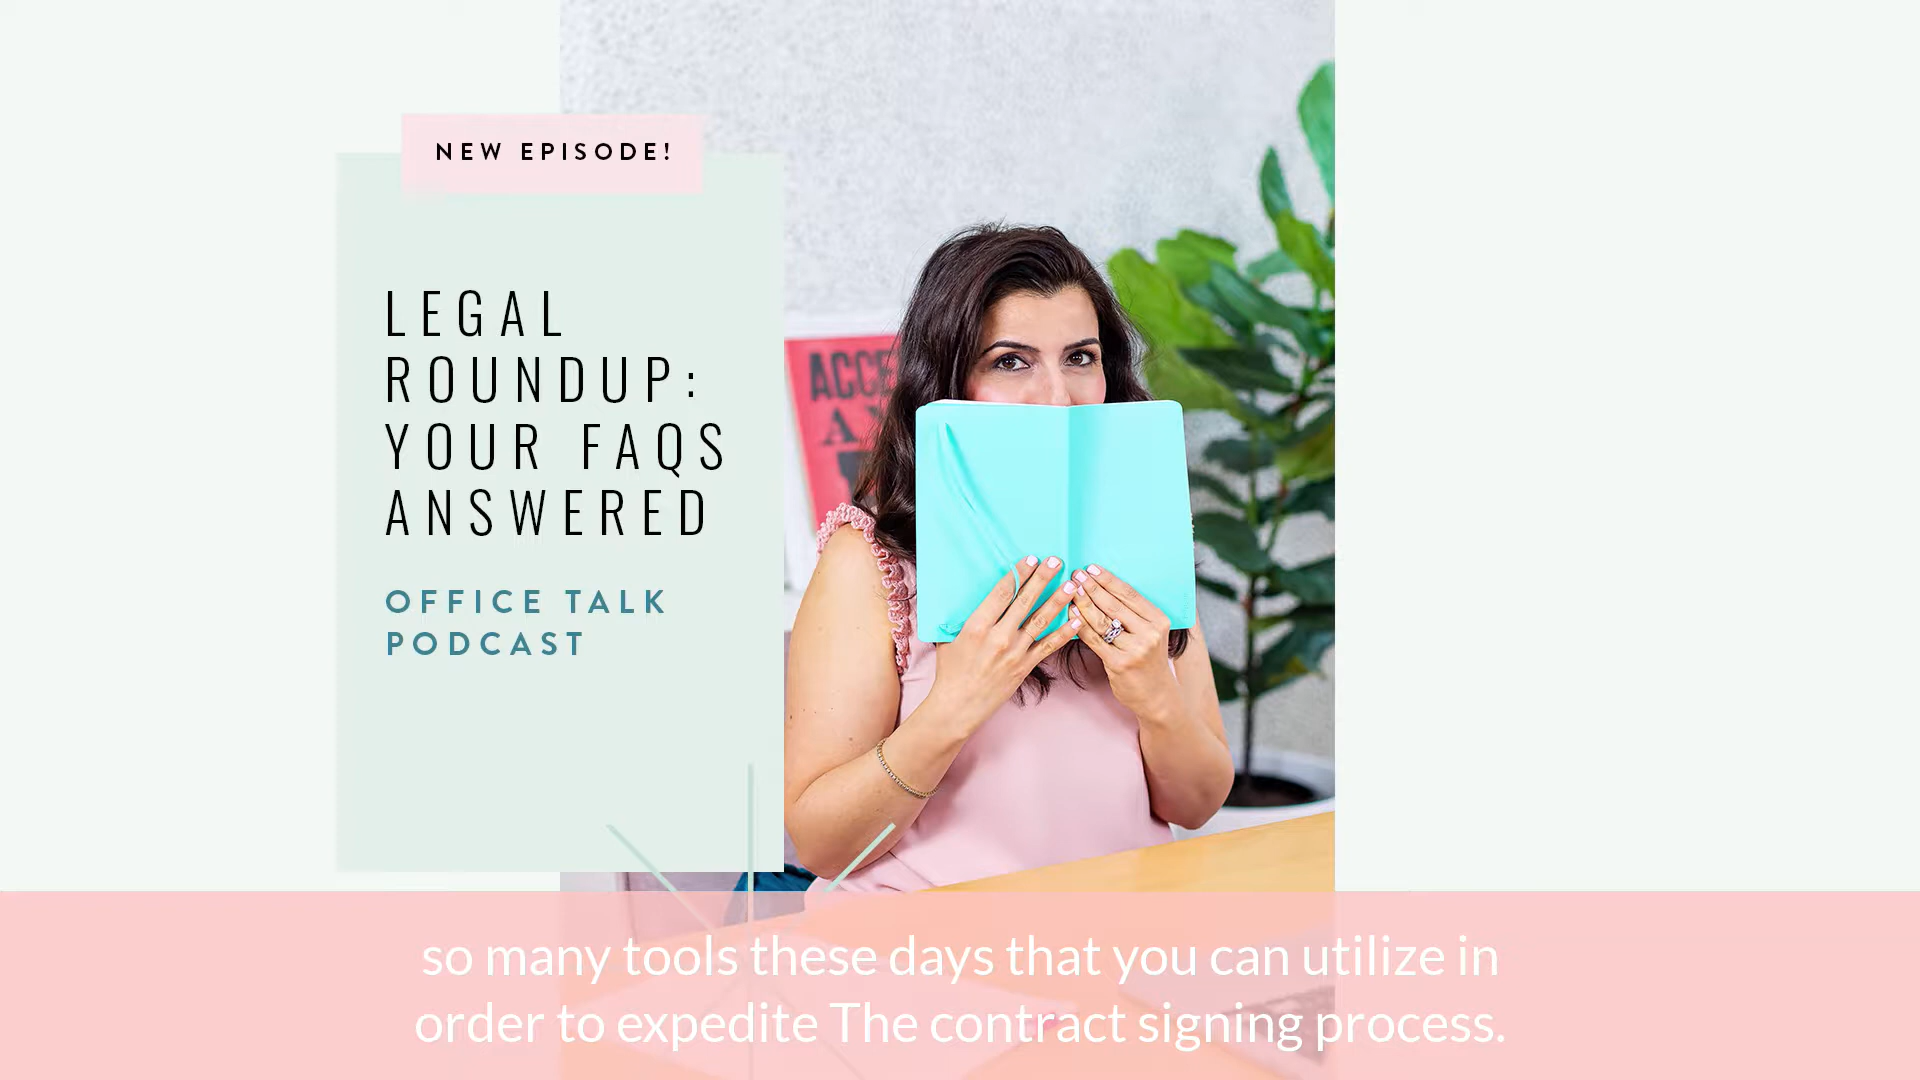 NEW EPISODE!
LEGAL
ROUNDUP:
YOUR FAQS
ANSWERED
OFFICE TALK
PODCAST
ACCE
A
so many tools these days that you can utilize in
order to expedite The contract signing process.